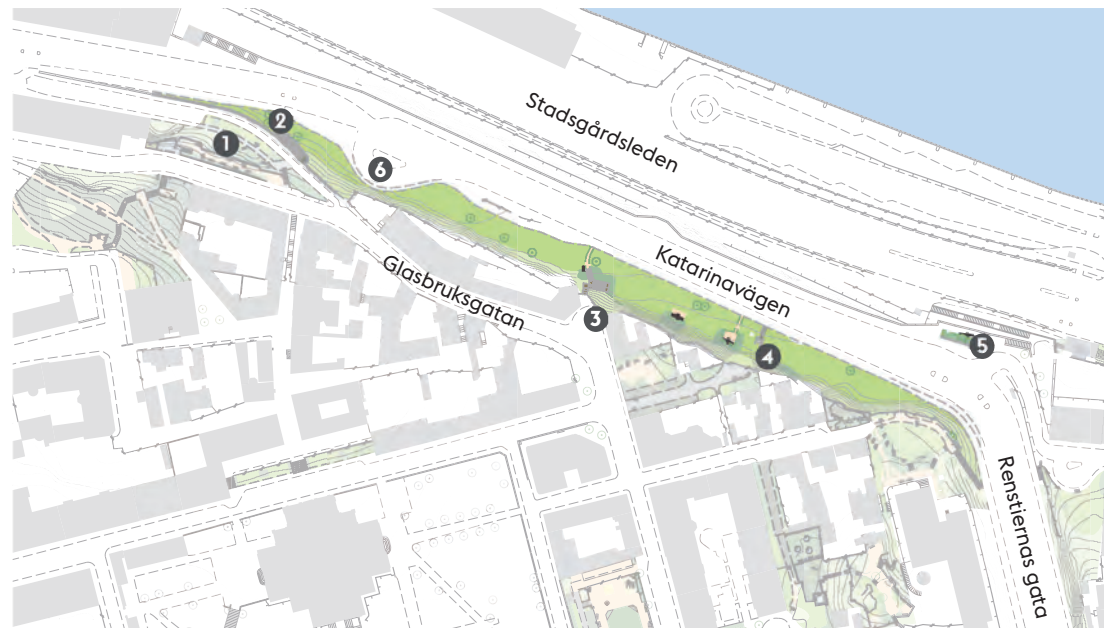 Stadsgårdsleden
2
1
6
Katarinavägen
Glasbruksgatan
3
5
4
Renstiernas gata